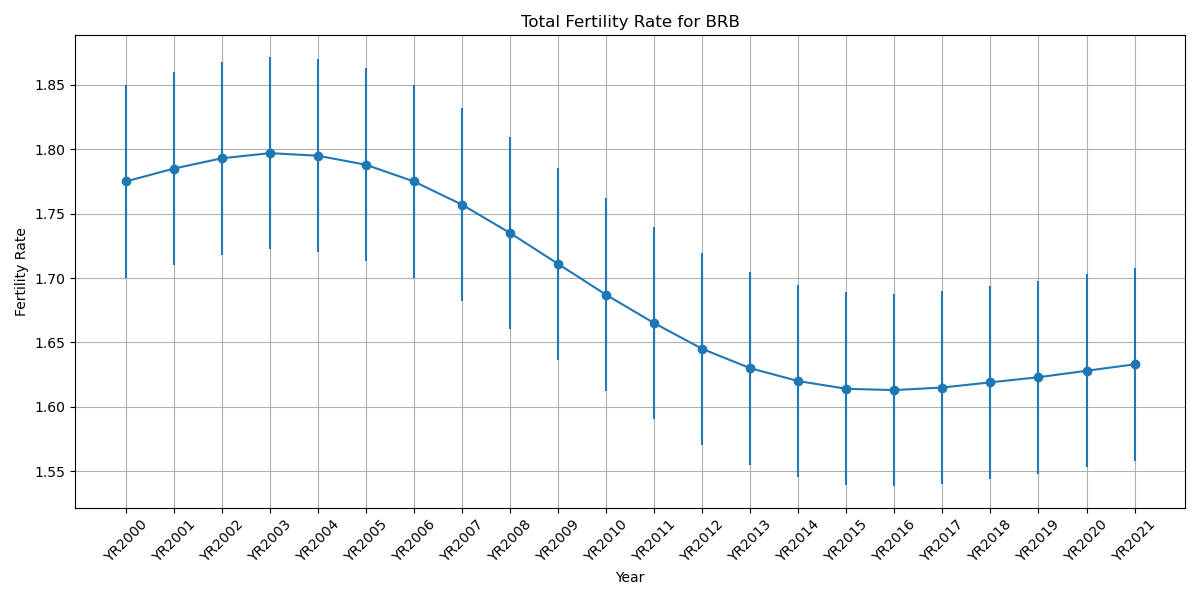 Total Fertility Rate for BRB
Fertility Rate
1.85
1.80
1.75
1.70
1.65
1.60
1.55
YR2000
YR2001
YR2002
YR2003
YR2004
YR2005
YR2006
YR2007
YR2008
YR2009
YR2010
YR2011
YR2012
YR2013
YR2014
YR2015
YR2016
YR2017
YR2018
YR2019
YR2020
YR2021
Year